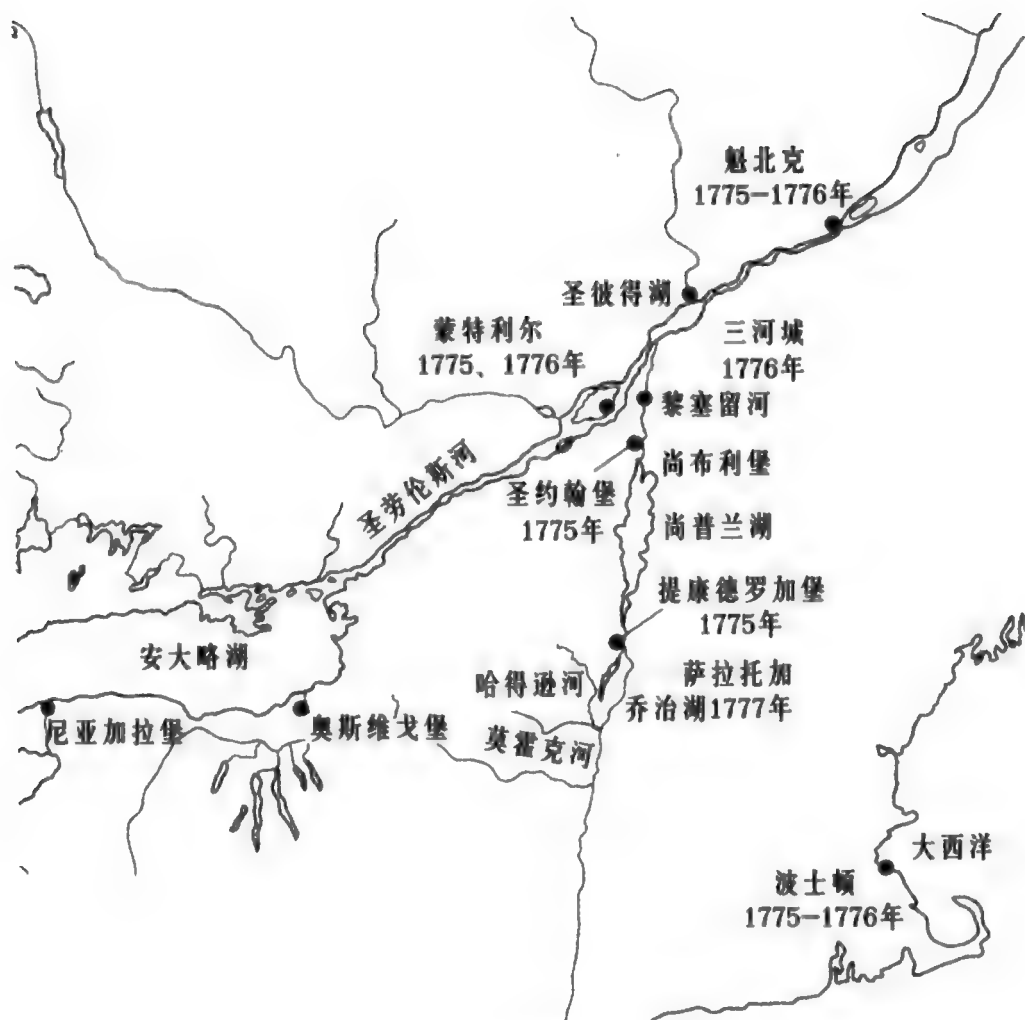 魁北克
1775-1776年
圣彼得湖
三河城
1776年
蒙特利尔
1775、1776年
黎塞留河
尚布利堡
圣劳伦斯河
圣约翰堡
1775年
尚普兰湖
提康德罗加堡
1775年
安大略湖
哈得逊河
萨拉托加
乔治湖1777年
尼亚加拉堡
奥斯维戈堡
莫霍克河
大西洋
波士顿
1775-1776年